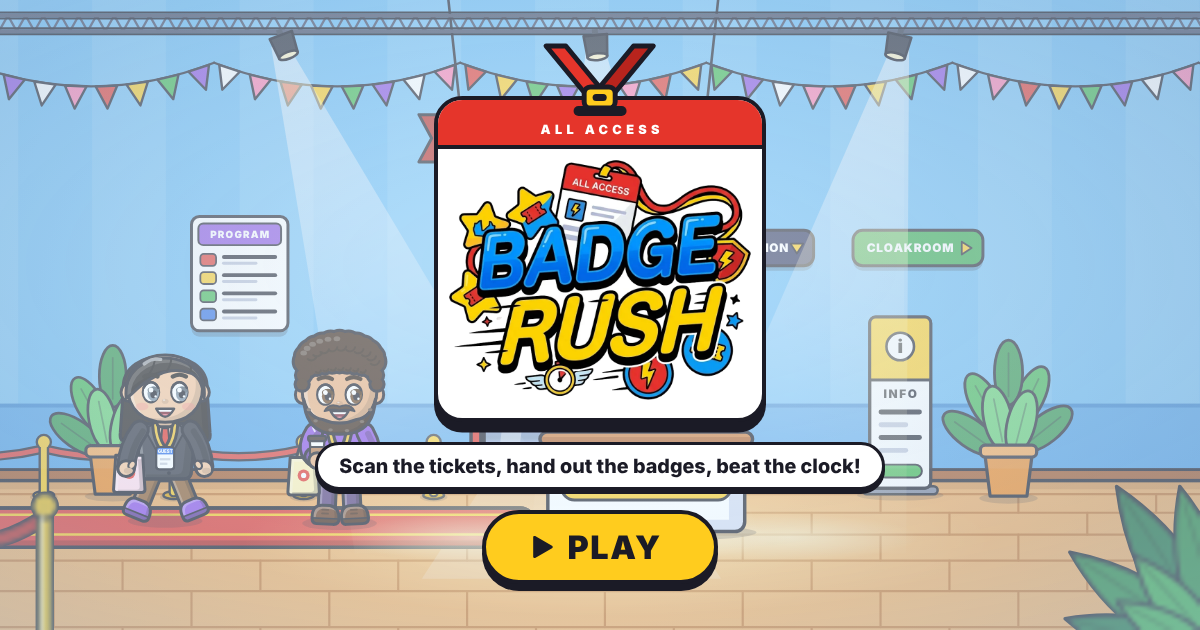 ALL ACCESS
ALL ACCESS
BADGE
RUSH
PROGRAM
ION
CLOAKROOM
i
INFO
GUEST
Scan the tickets, hand out the badges, beat the clock!
PLAY